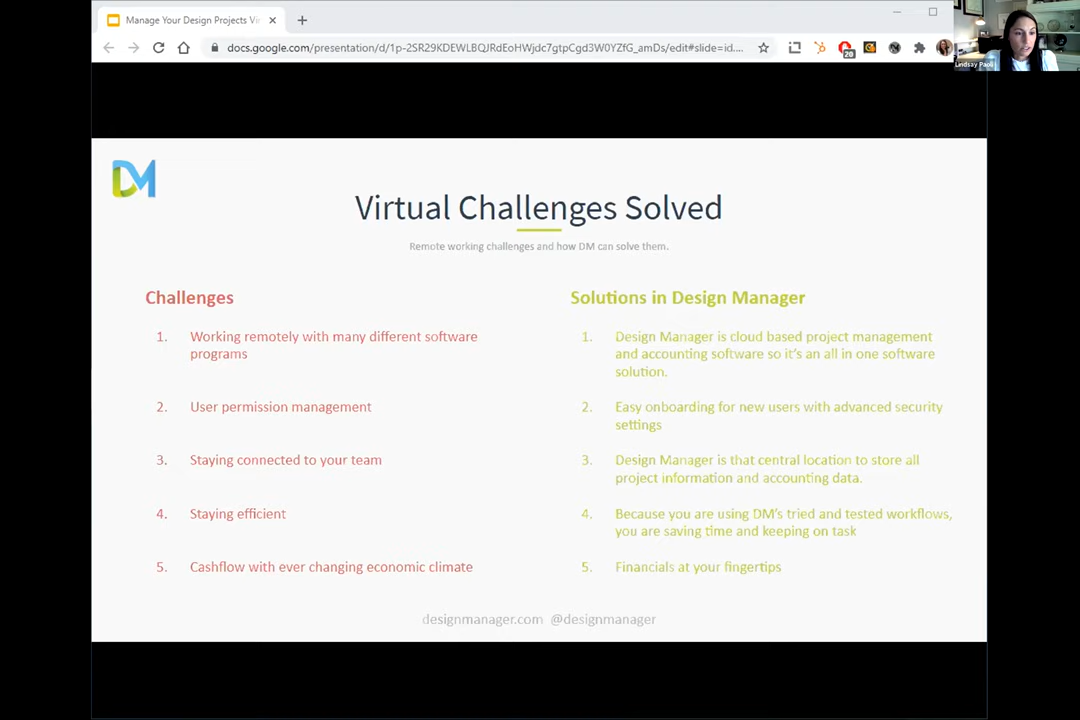 Manage Your Design Projects Vir
docs.google.com/presentation/d/1p-2SR29KDEWLBQJRdEoHWjdc7gtpCgd3W0YZfG_amDs/edit#slide=id....
20
Lindsay Paoli
DM
Virtual Challenges Solved
Remote working challenges and how DM can solve them.
Challenges
1. Working remotely with many different software
programs
2. User permission management
3. Staying connected to your team
4. Staying efficient
5. Cashflow with ever changing economic climate
Solutions in Design Manager
1. Design Manager is cloud based project management
and accounting software so it's an all in one software
solution.
2. Easy onboarding for new users with advanced security
settings
3. Design Manager is that central location to store all
project information and accounting data.
4. Because you are using DM's tried and tested workflows,
you are saving time and keeping on task
5. Financials at your fingertips
designmanager.com @designmanager